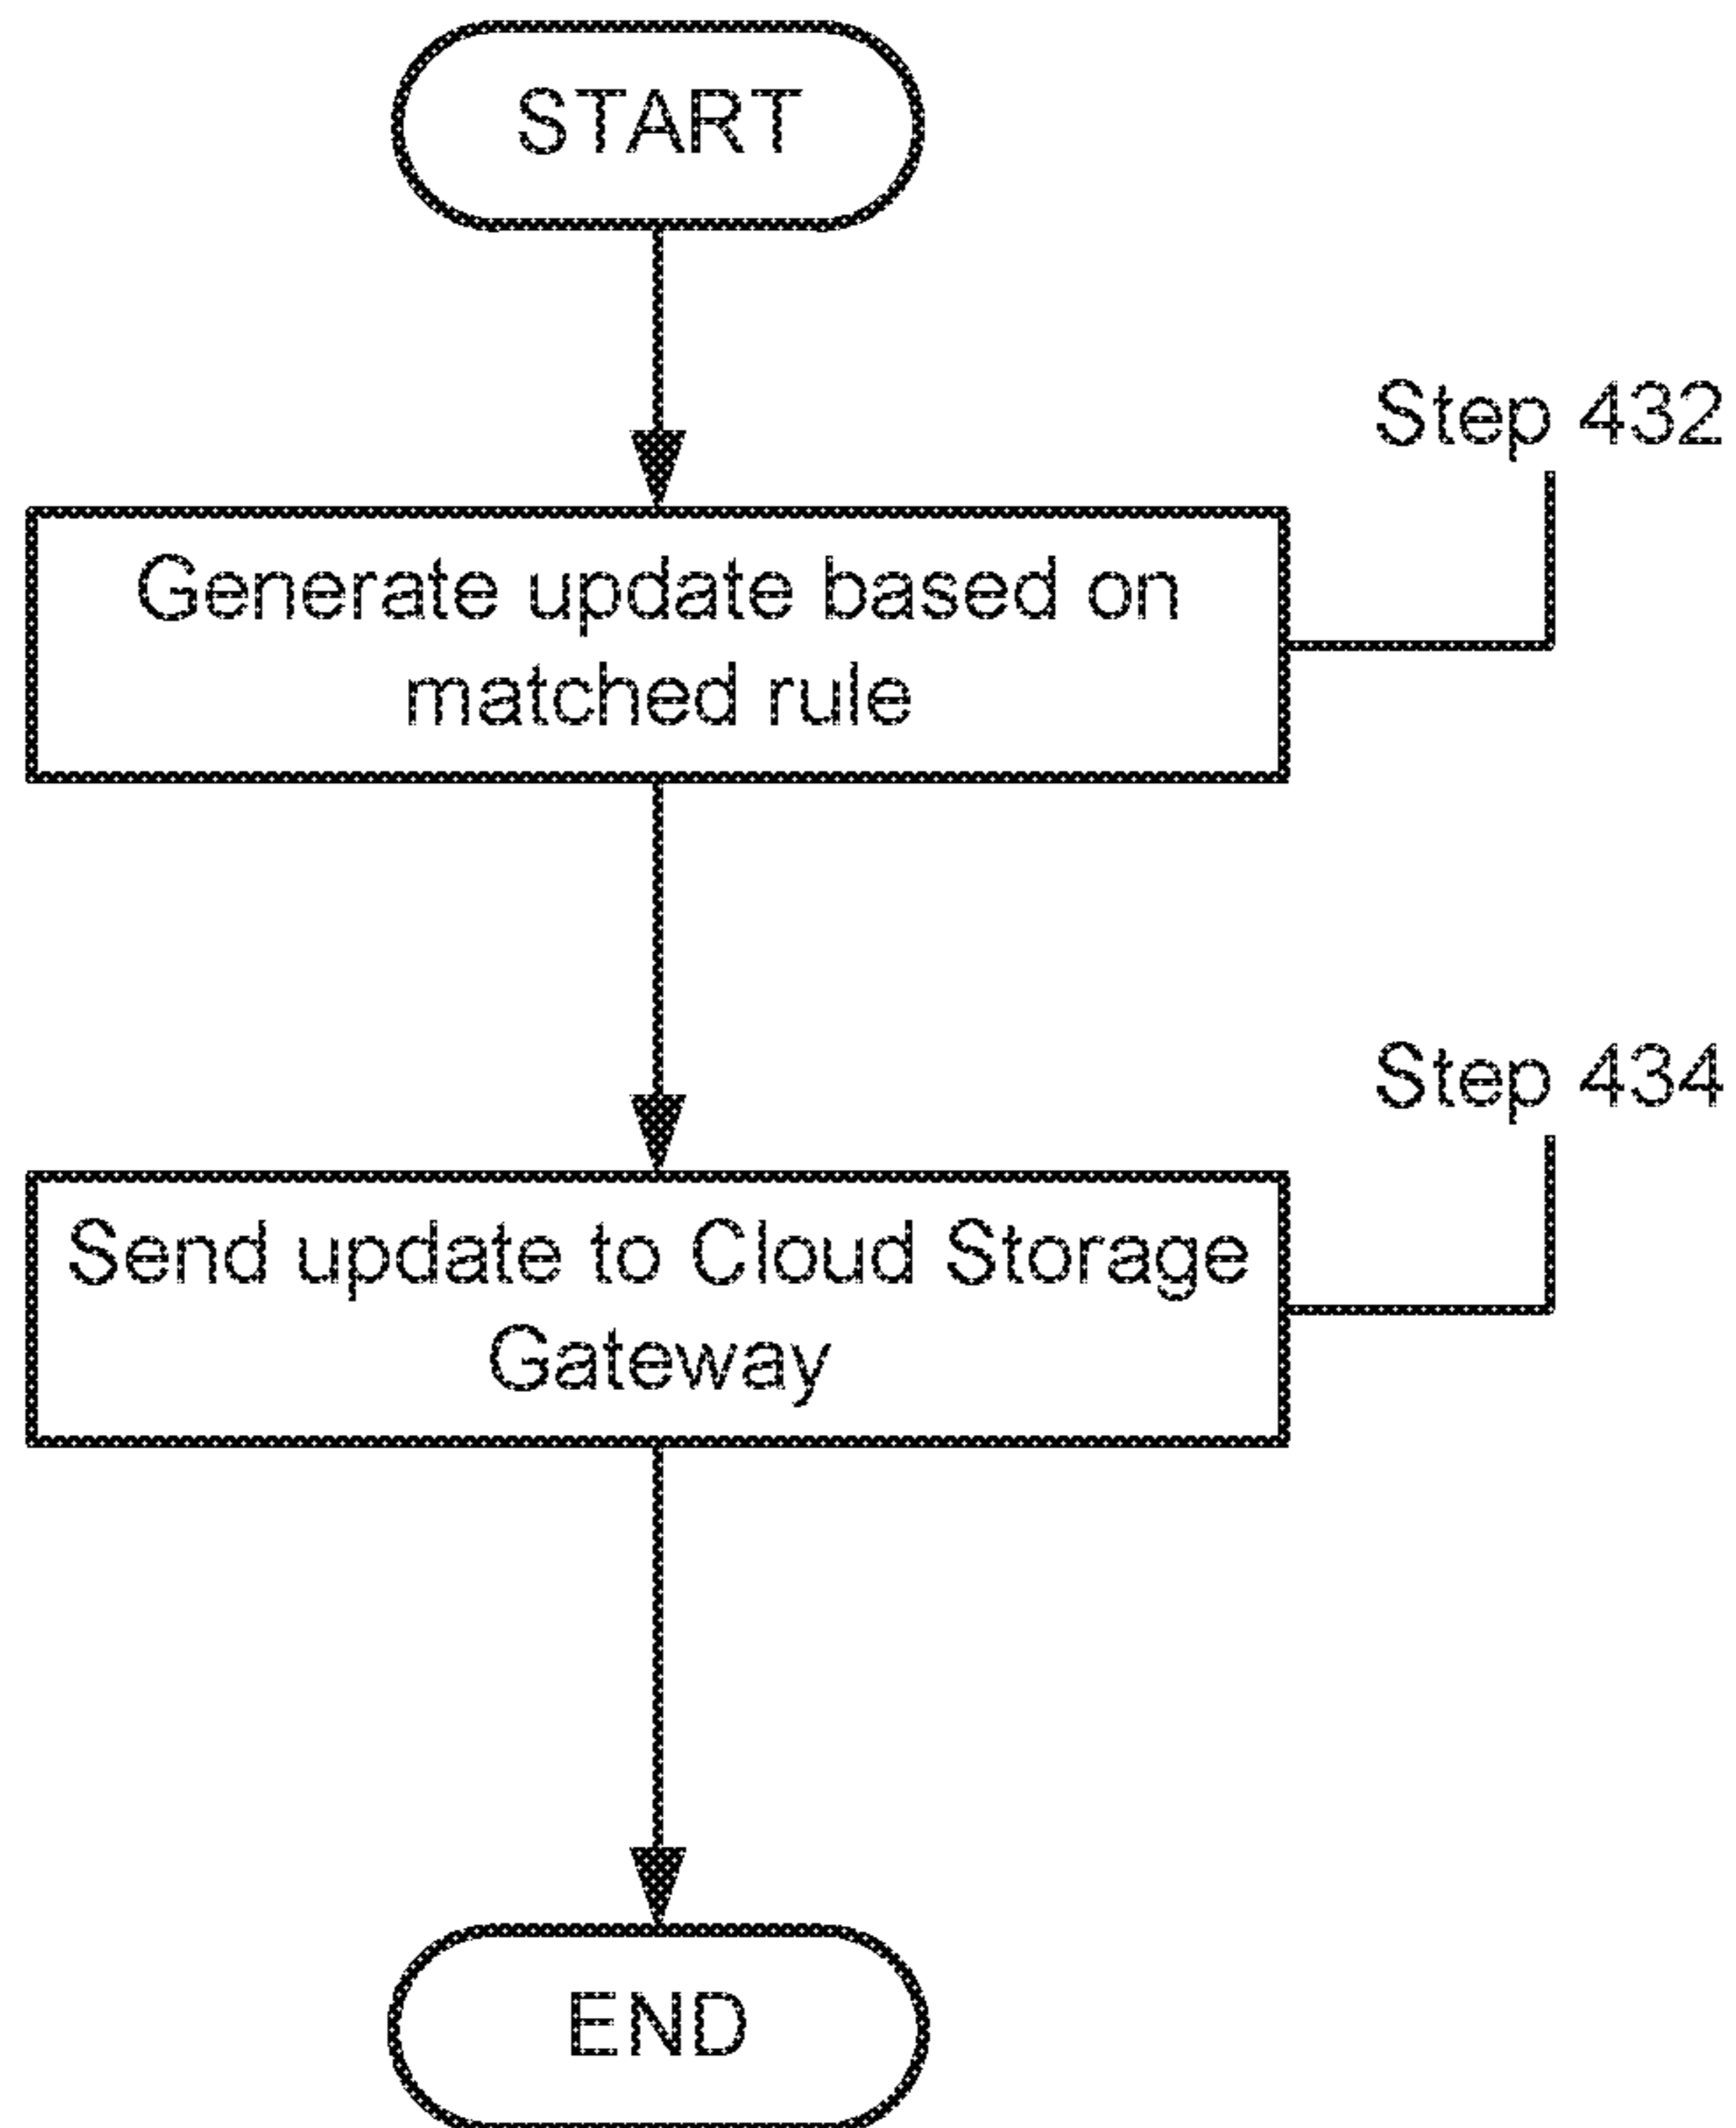 START
Step 432
Generate update based on
matched rule
Step 434
Send update to Cloud Storage
Gateway
END